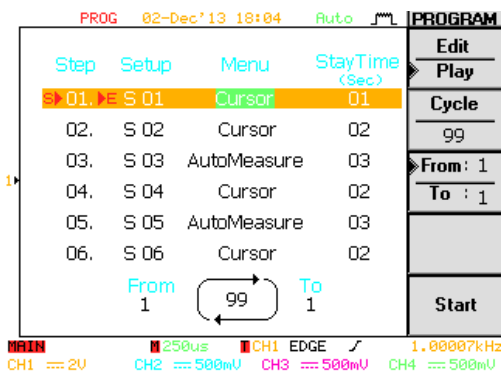 PROG 02-Dec'13 18:04 Auto PROGRAM
Step Setup Menu StayTime
(Sec)
S 01. E S 01 Cursor 01
02. S 02 Cursor 02
03. S 03 AutoMeasure 03
04. S 04 Cursor 02
05. S 05 AutoMeasure 03
06. S 06 Cursor 02
From To
1 99 1
Edit
Play
Cycle
99
From: 1
To : 1
Start
1
MAIN M 250us T CH1 EDGE 1.00007kHz
CH1 2V CH2 500mV CH3 500mV CH4 500mV